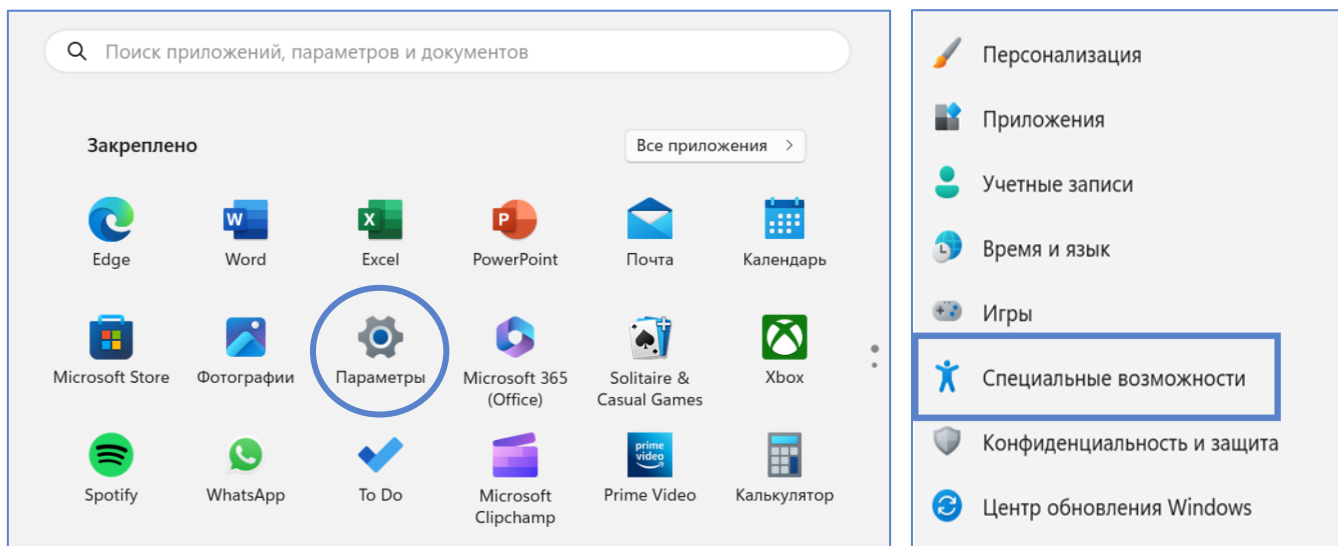 Поиск приложений, параметров и документов
Закреплено
Все приложения
Edge
Word
Excel
PowerPoint
Почта
Календарь
Microsoft Store
Фотографии
Параметры
Microsoft 365
(Office)
Solitaire &
Casual Games
Xbox
prime
video
Spotify
WhatsApp
To Do
Microsoft
Clipchamp
Prime Video
Калькулятор
Персонализация
Приложения
Учетные записи
Время и язык
Игры
Специальные возможности
Конфиденциальность и защита
Центр обновления Windows